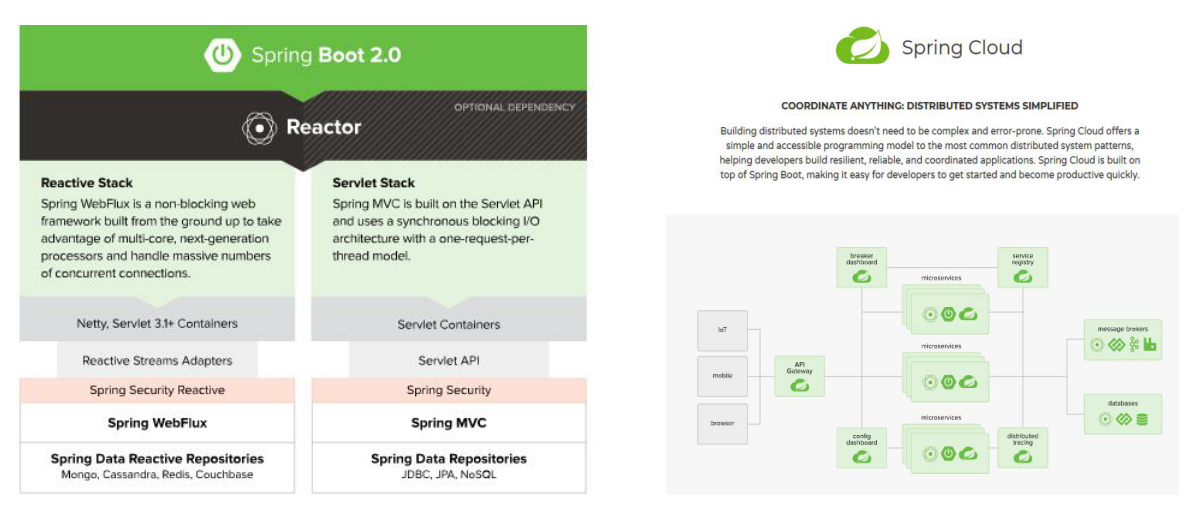 Spring Boot 2.0
OPTIONAL DEPENDENCY
Reactor
Reactive Stack
Spring WebFlux is a non-blocking web
framework built from the ground up to take
advantage of multi-core, next-generation
processors and handle massive numbers
of concurrent connections.
Netty, Servlet 3.1+ Containers
Reactive Streams Adapters
Spring Security Reactive
Spring WebFlux
Spring Data Reactive Repositories
Mongo, Cassandra, Redis, Couchbase
Servlet Stack
Spring MVC is built on the Servlet API
and uses a synchronous blocking I/O
architecture with a one-request-per-
thread model.
Servlet Containers
Servlet API
Spring Security
Spring MVC
Spring Data Repositories
JDBC, JPA, NoSQL
Spring Cloud
COORDINATE ANYTHING: DISTRIBUTED SYSTEMS SIMPLIFIED
Building distributed systems doesn't need to be complex and error-prone. Spring Cloud offers a
simple and accessible programming model to the most common distributed system patterns,
helping developers build resilient, reliable, and coordinated applications. Spring Cloud is built on
top of Spring Boot, making it easy for developers to get started and become productive quickly.
IoT
mobile
browser
API
Gateway
breaker
dashboard
service
registry
microservices
microservices
microservices
config
dashboard
distributed
tracing
message brokers
databases